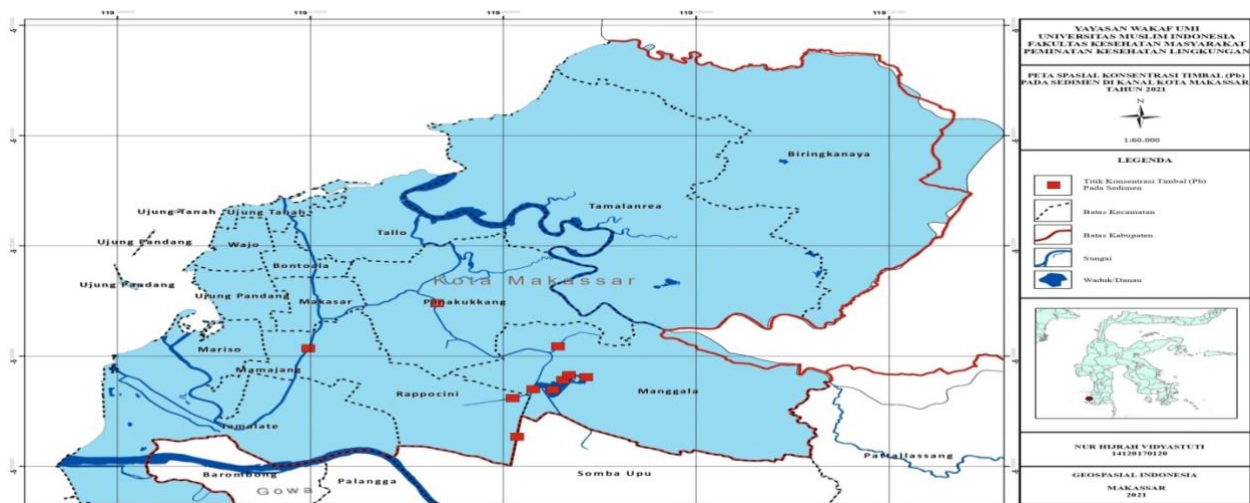 119
119
119
119
119
Biringkanaya
Tamalanrea
Ujung Tanah
Ujung Tanah
Tallo
Ujung Pandang
Wajo
Bontoala
Ujung Pandang
Kota Makassar
Ujung Pandang
Makasar
Panakukkang
Mariso
Mamajang
Rappocini
Manggala
Tamalate
Barombong
Palangga
Somba Upu
Pattallassang
Gowa
YAYASAN WAKAF UMI
UNIVERSITAS MUSLIM INDONESIA
FAKULTAS KESEHATAN MASYARAKAT
PEMINATAN KESEHATAN LINGKUNGAN
PETA SPASIAL KONSENTRASI TIMBAL (Pb)
PADA SEDIMEN DI KANAL KOTA MAKASSAR
TAHUN 2021
N
1:60.000
LEGENDA
Titik Konsentrasi Timbal (Pb)
Pada Sedimen
Batas Kecamatan
Batas Kabupaten
Sungai
Waduk/Danau
NUR HIJRAH VIDYASTUTI
14120170120
GEOSPASIAL INDONESIA
MAKASSAR
2021